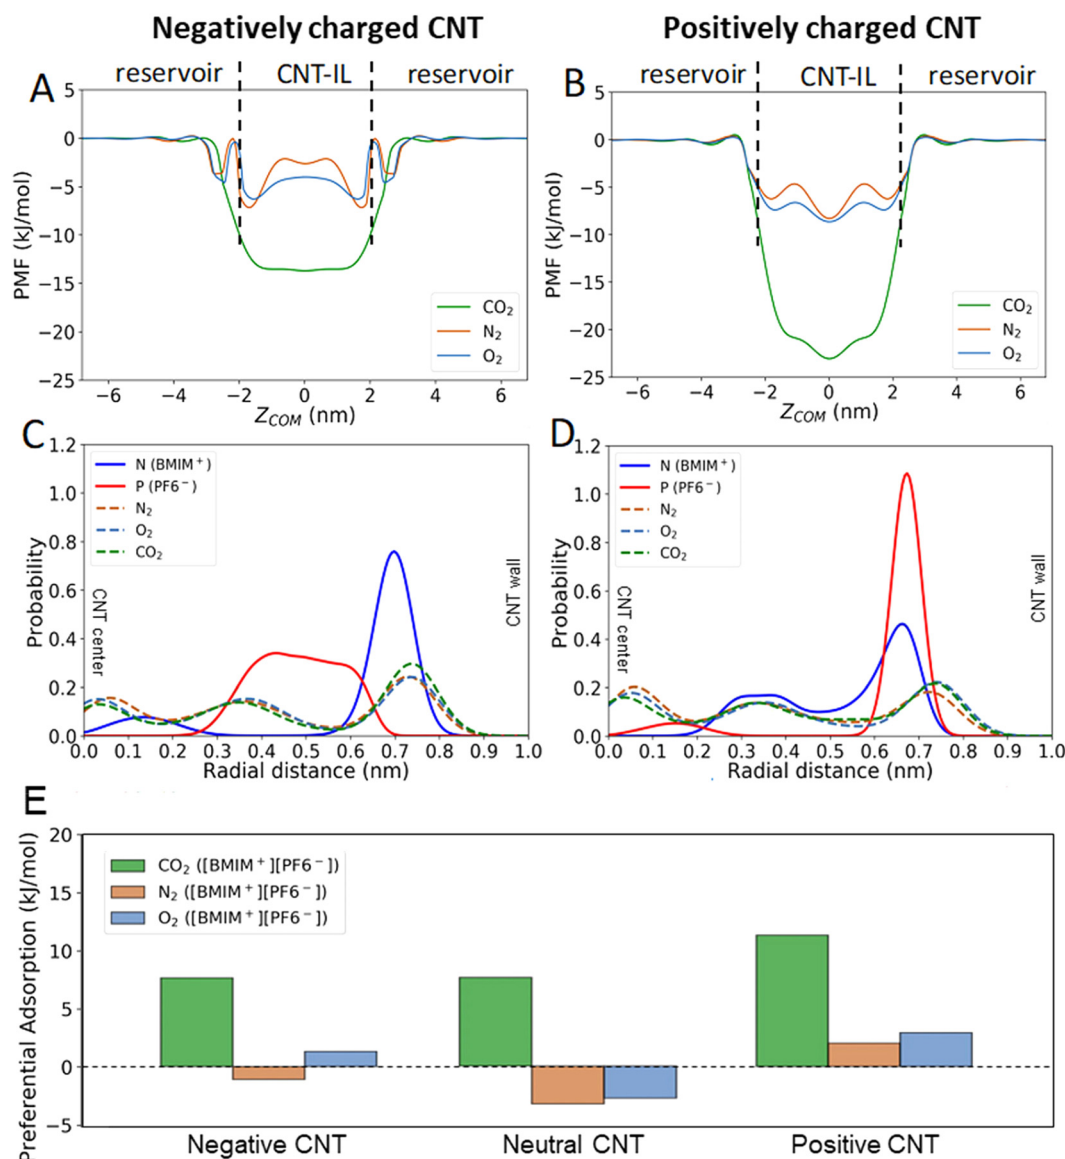 Negatively charged CNT
Positively charged CNT
A
reservoir
CNT-IL
reservoir
5
0
−5
−10
−15
−20
−25
PMF (kJ/mol)
CO₂
N₂
O₂
−6 −4 −2 0 2 4 6
Z_COM (nm)
B
reservoir
CNT-IL
reservoir
5
0
−5
−10
−15
−20
−25
PMF (kJ/mol)
CO₂
N₂
O₂
−6 −4 −2 0 2 4 6
Z_COM (nm)
C
1.2
1.0
0.8
0.6
0.4
0.2
0.0
Probability
N (BMIM⁺)
P (PF6⁻)
N₂
O₂
CO₂
CNT center
CNT wall
0.0 0.1 0.2 0.3 0.4 0.5 0.6 0.7 0.8 0.9 1.0
Radial distance (nm)
D
1.2
1.0
0.8
0.6
0.4
0.2
0.0
Probability
N (BMIM⁺)
P (PF6⁻)
N₂
O₂
CO₂
CNT center
CNT wall
0.0 0.1 0.2 0.3 0.4 0.5 0.6 0.7 0.8 0.9 1.0
Radial distance (nm)
E
20
15
10
5
0
−5
Preferential Adsorption (kJ/mol)
CO₂ ([BMIM⁺][PF6⁻])
N₂ ([BMIM⁺][PF6⁻])
O₂ ([BMIM⁺][PF6⁻])
Negative CNT
Neutral CNT
Positive CNT